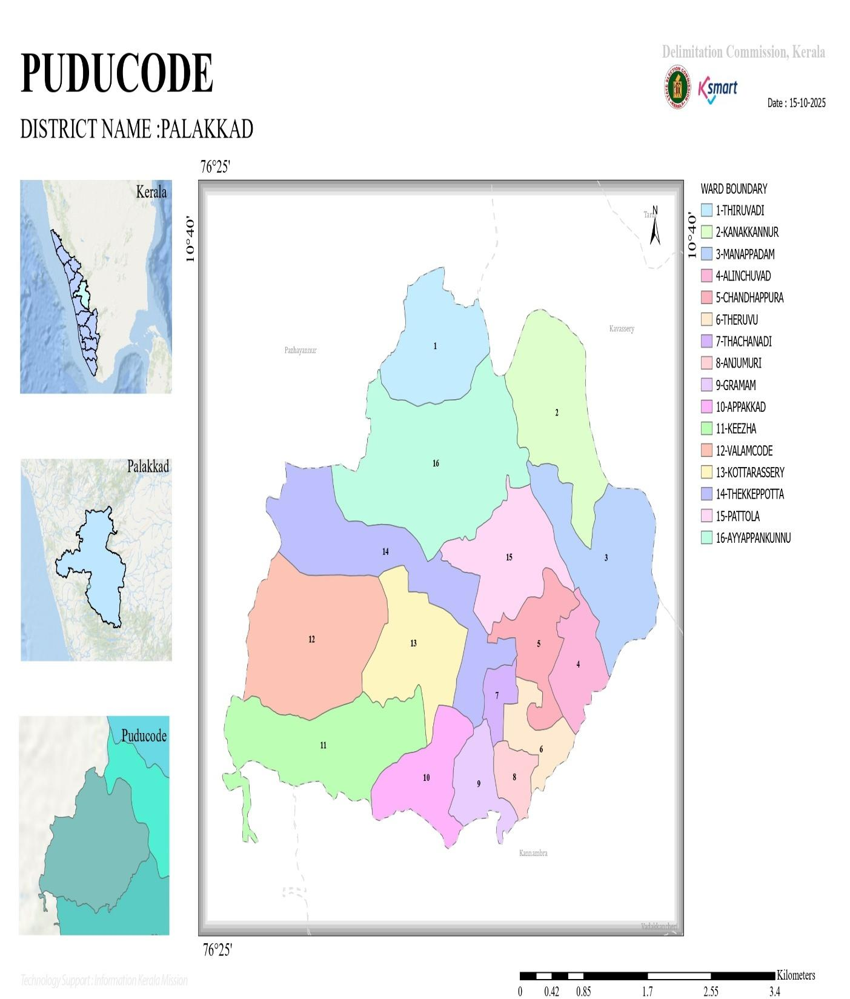 PUDUCODE
DISTRICT NAME :PALAKKAD
Delimitation Commission, Kerala
STATE ELECTION COMMISSION
KERALA
Ksmart
Date : 15-10-2025
76°25'
10°40'
10°40'
Kerala
Palakkad
Puducode
N
Pazhayannur
Kavassery
1
2
16
14
15
3
12
13
5
4
7
11
6
10
9
8
Kannambra
Vadakkancheri
76°25'
WARD BOUNDARY
1-THIRUVADI
2-KANAKKANNUR
3-MANAPPADAM
4-ALINCHUVAD
5-CHANDHAPPURA
6-THERUVU
7-THACHANADI
8-ANJUMURI
9-GRAMAM
10-APPAKKAD
11-KEEZHA
12-VALAMCODE
13-KOTTARASSERY
14-THEKKEPPOTTA
15-PATTOLA
16-AYYAPPANKUNNU
Technology Support : Information Kerala Mission
Kilometers
0 0.42 0.85 1.7 2.55 3.4